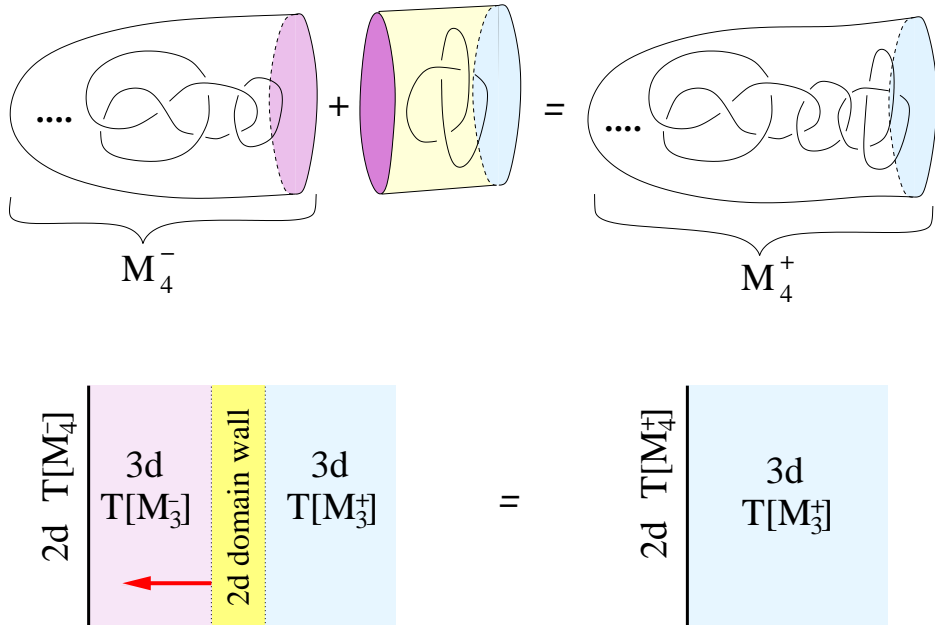 .... + = ....
M₄⁻
M₄⁺
2d T[M₄⁻]
3d
T[M₃⁻]
2d domain wall
3d
T[M₃⁺]
=
2d T[M₄⁺]
3d
T[M₃⁺]